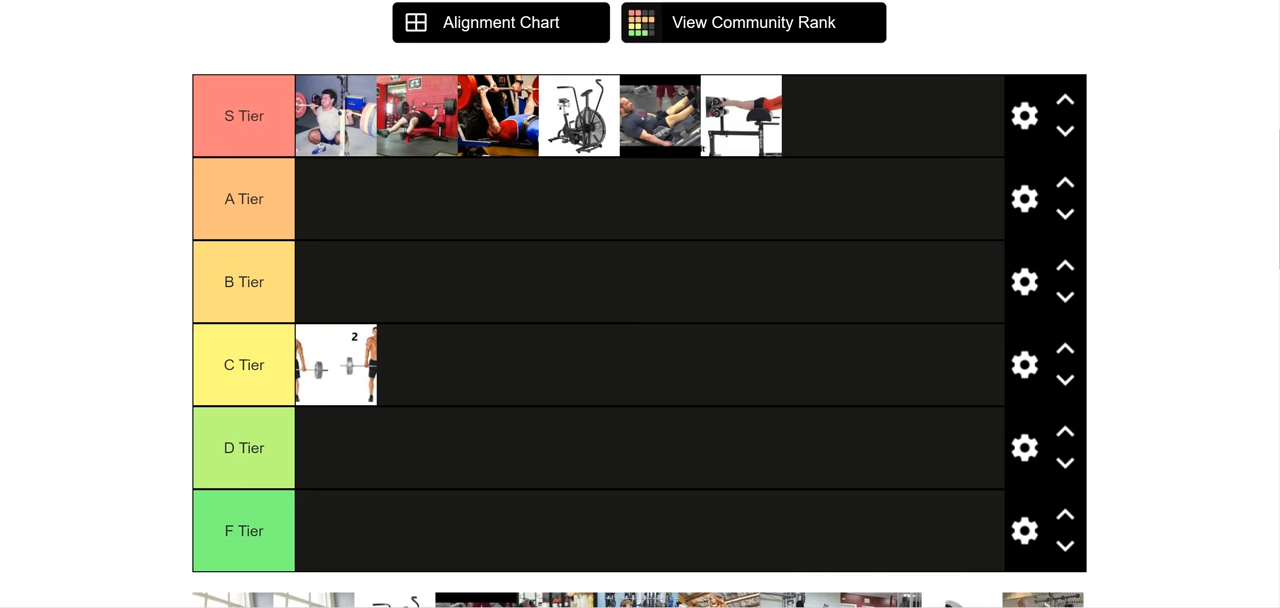 Alignment Chart
View Community Rank
S Tier
A Tier
B Tier
C Tier
2
D Tier
F Tier